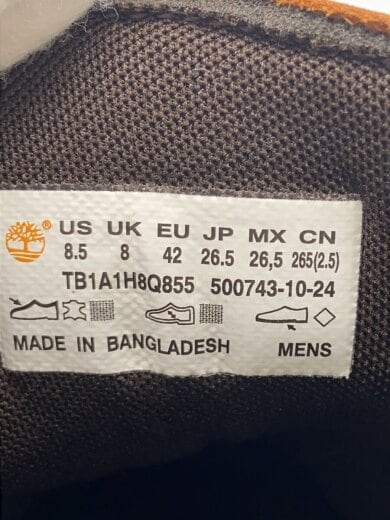 US UK EU JP MX CN
8.5 8 42 26.5 26,5 265(2.5)
TB1A1H8Q855 500743-10-24
MADE IN BANGLADESH MENS